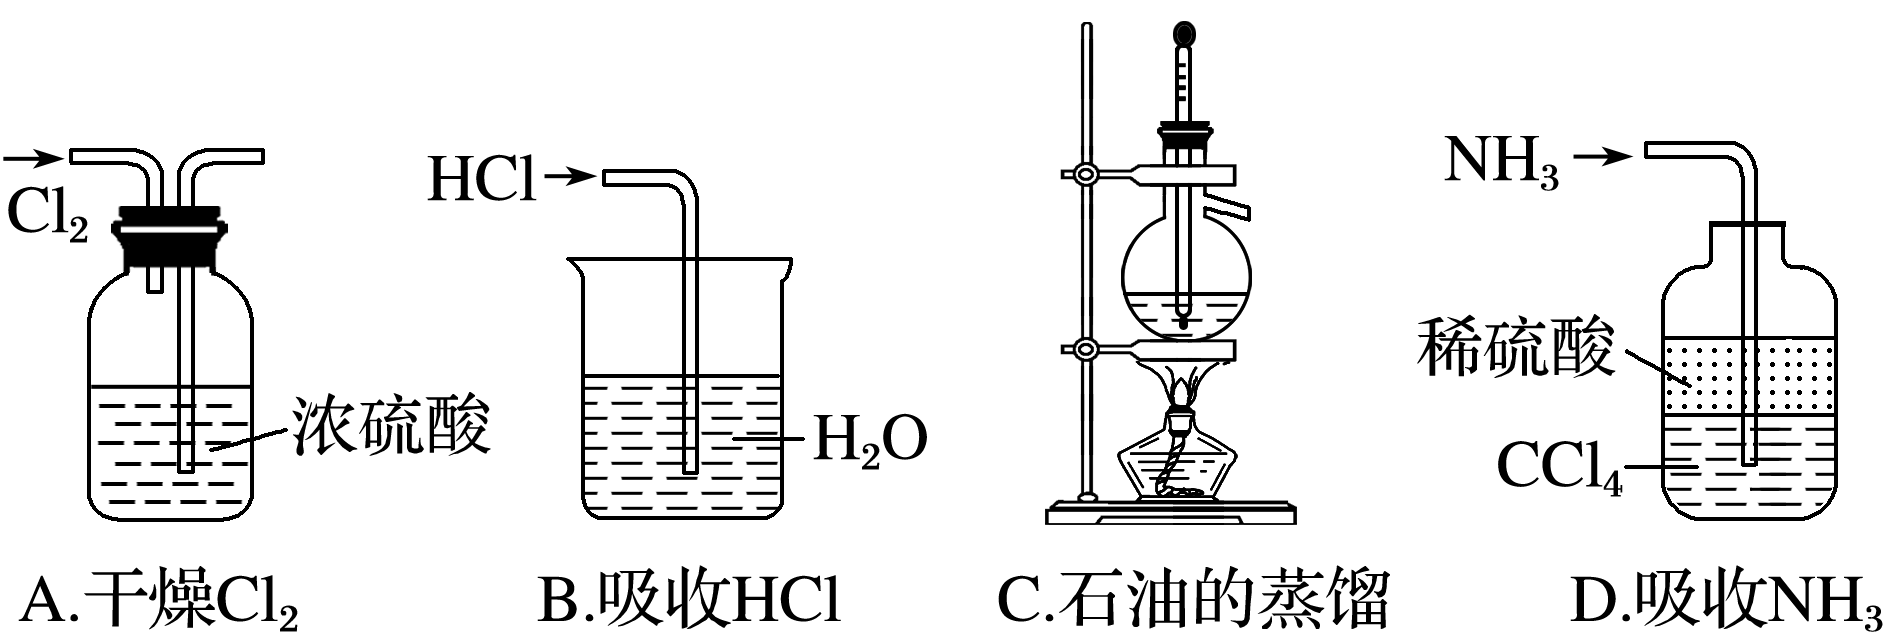 Cl₂
浓硫酸
A.干燥Cl₂
HCl
H₂O
B.吸收HCl
C.石油的蒸馏
NH₃
稀硫酸
CCl₄
D.吸收NH₃